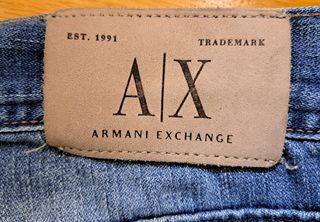 EST. 1991 TRADEMARK
A|X
ARMANI EXCHANGE